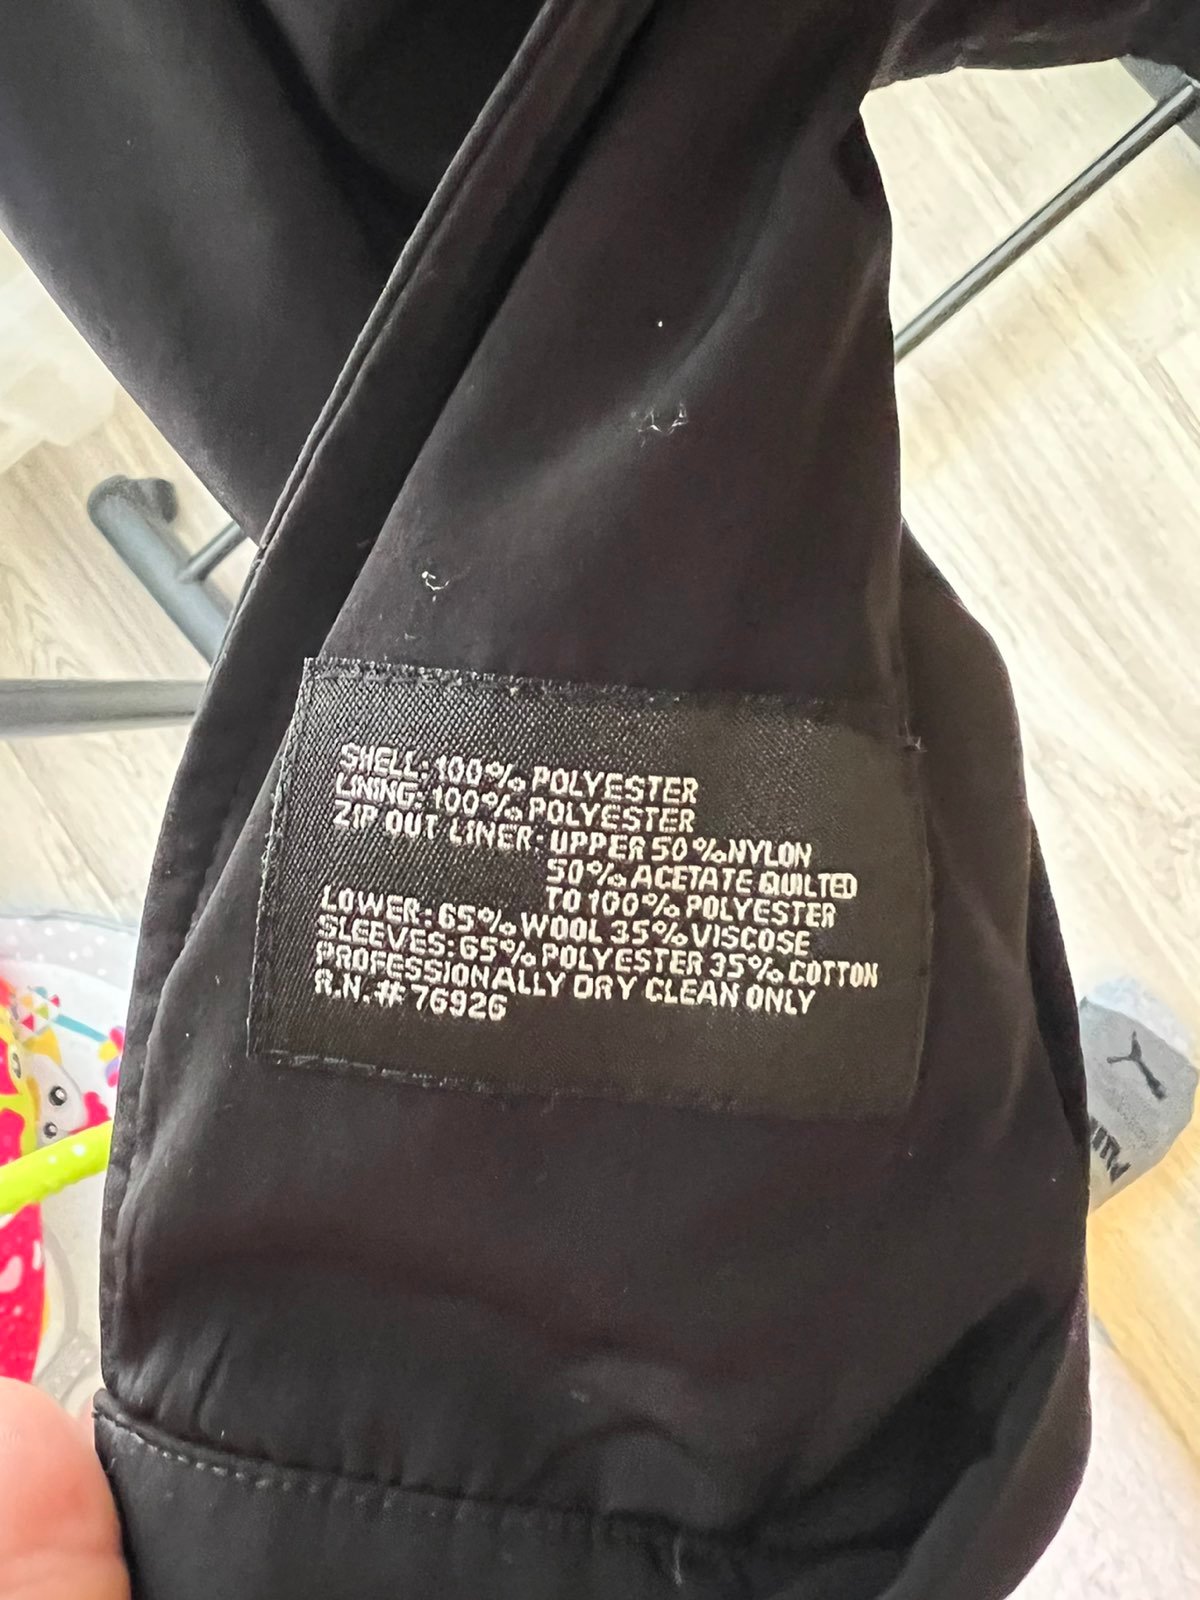 SHELL: 100% POLYESTER
LINING: 100% POLYESTER
ZIP OUT LINER: UPPER 50%NYLON
50% ACETATE QUILTED
TO 100% POLYESTER
LOWER: 65% WOOL 35% VISCOSE
SLEEVES: 65% POLYESTER 35% COTTON
PROFESSIONALLY DRY CLEAN ONLY
R.N. # 76926